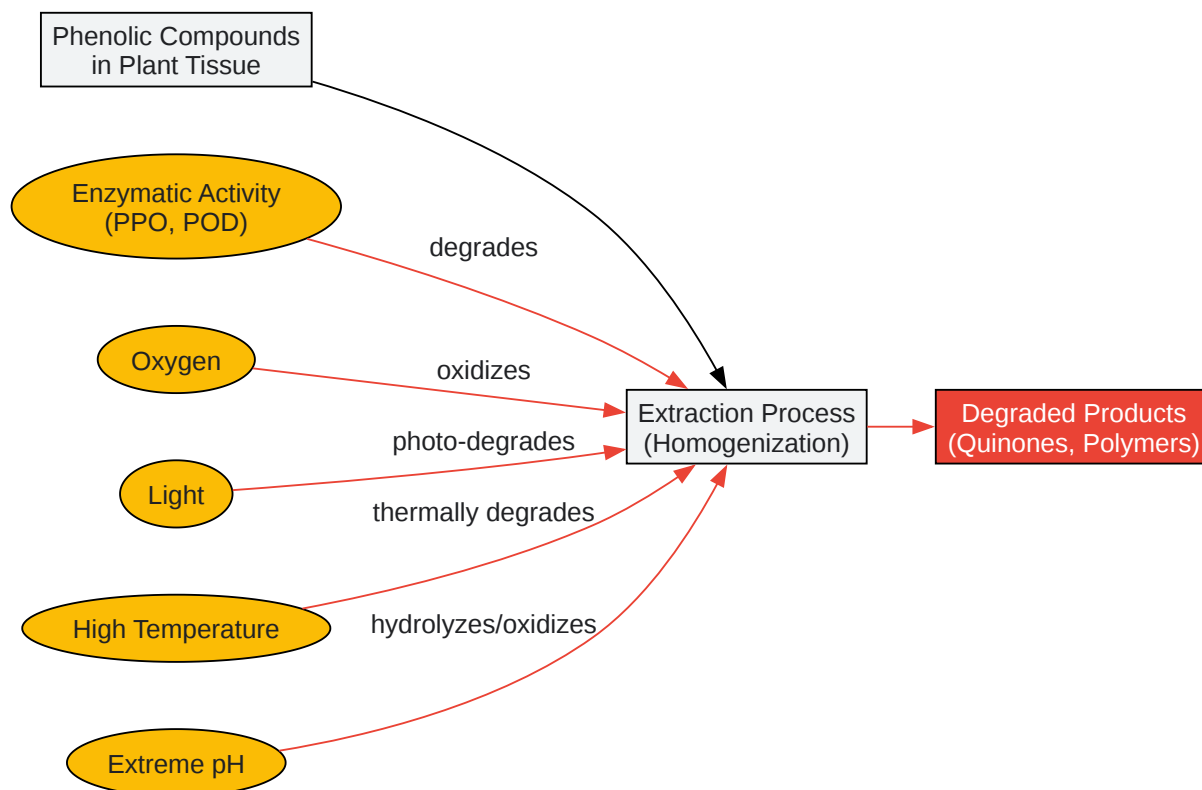 Phenolic Compounds
in Plant Tissue
Enzymatic Activity
(PPO, POD)
degrades
Oxygen
oxidizes
Extraction Process
(Homogenization)
Degraded Products
(Quinones, Polymers)
photo-degrades
Light
thermally degrades
High Temperature
hydrolyzes/oxidizes
Extreme pH